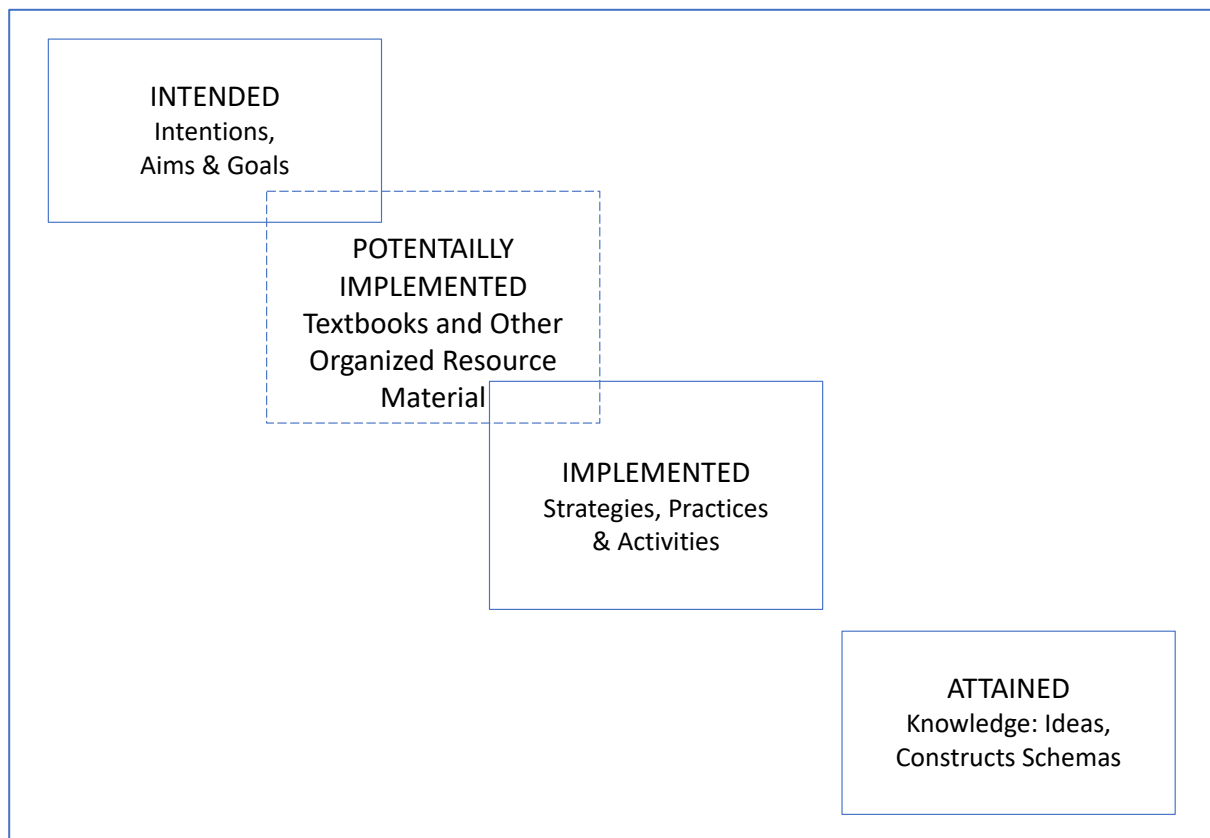 INTENDED
Intentions,
Aims & Goals
POTENTAILLY
IMPLEMENTED
Textbooks and Other
Organized Resource
Material
IMPLEMENTED
Strategies, Practices
& Activities
ATTAINED
Knowledge: Ideas,
Constructs Schemas